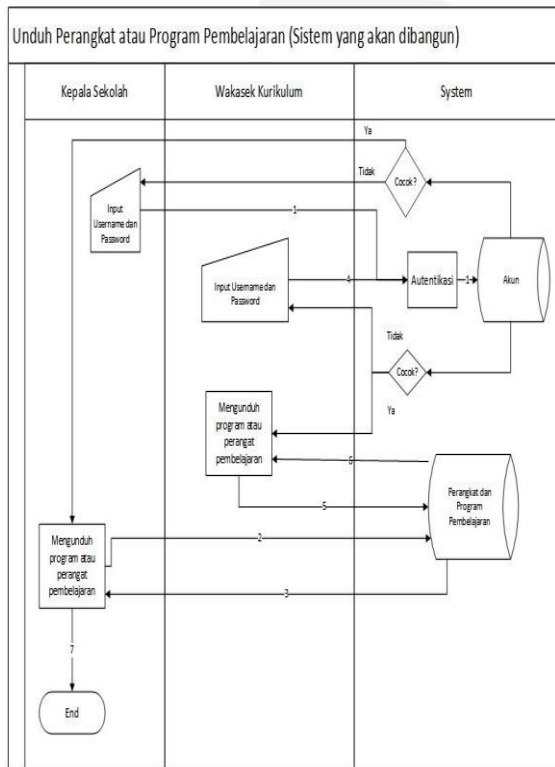 Unduh Perangkat atau Program Pembelajaran (Sistem yang akan dibangun)
Kepala Sekolah
Wakasek Kurikulum
System
Ya
Tidak
Cocok?
Input
Username dan
Password
1
Input Username dan
Password
4
Autentikasi
1
Akun
Tidak
Cocok?
Ya
Mengunduh
program atau
perangat
pembelajaran
6
5
Perangkat dan
Program
Pembelajaran
Mengunduh
program atau
perangat
pembelajaran
2
3
7
End